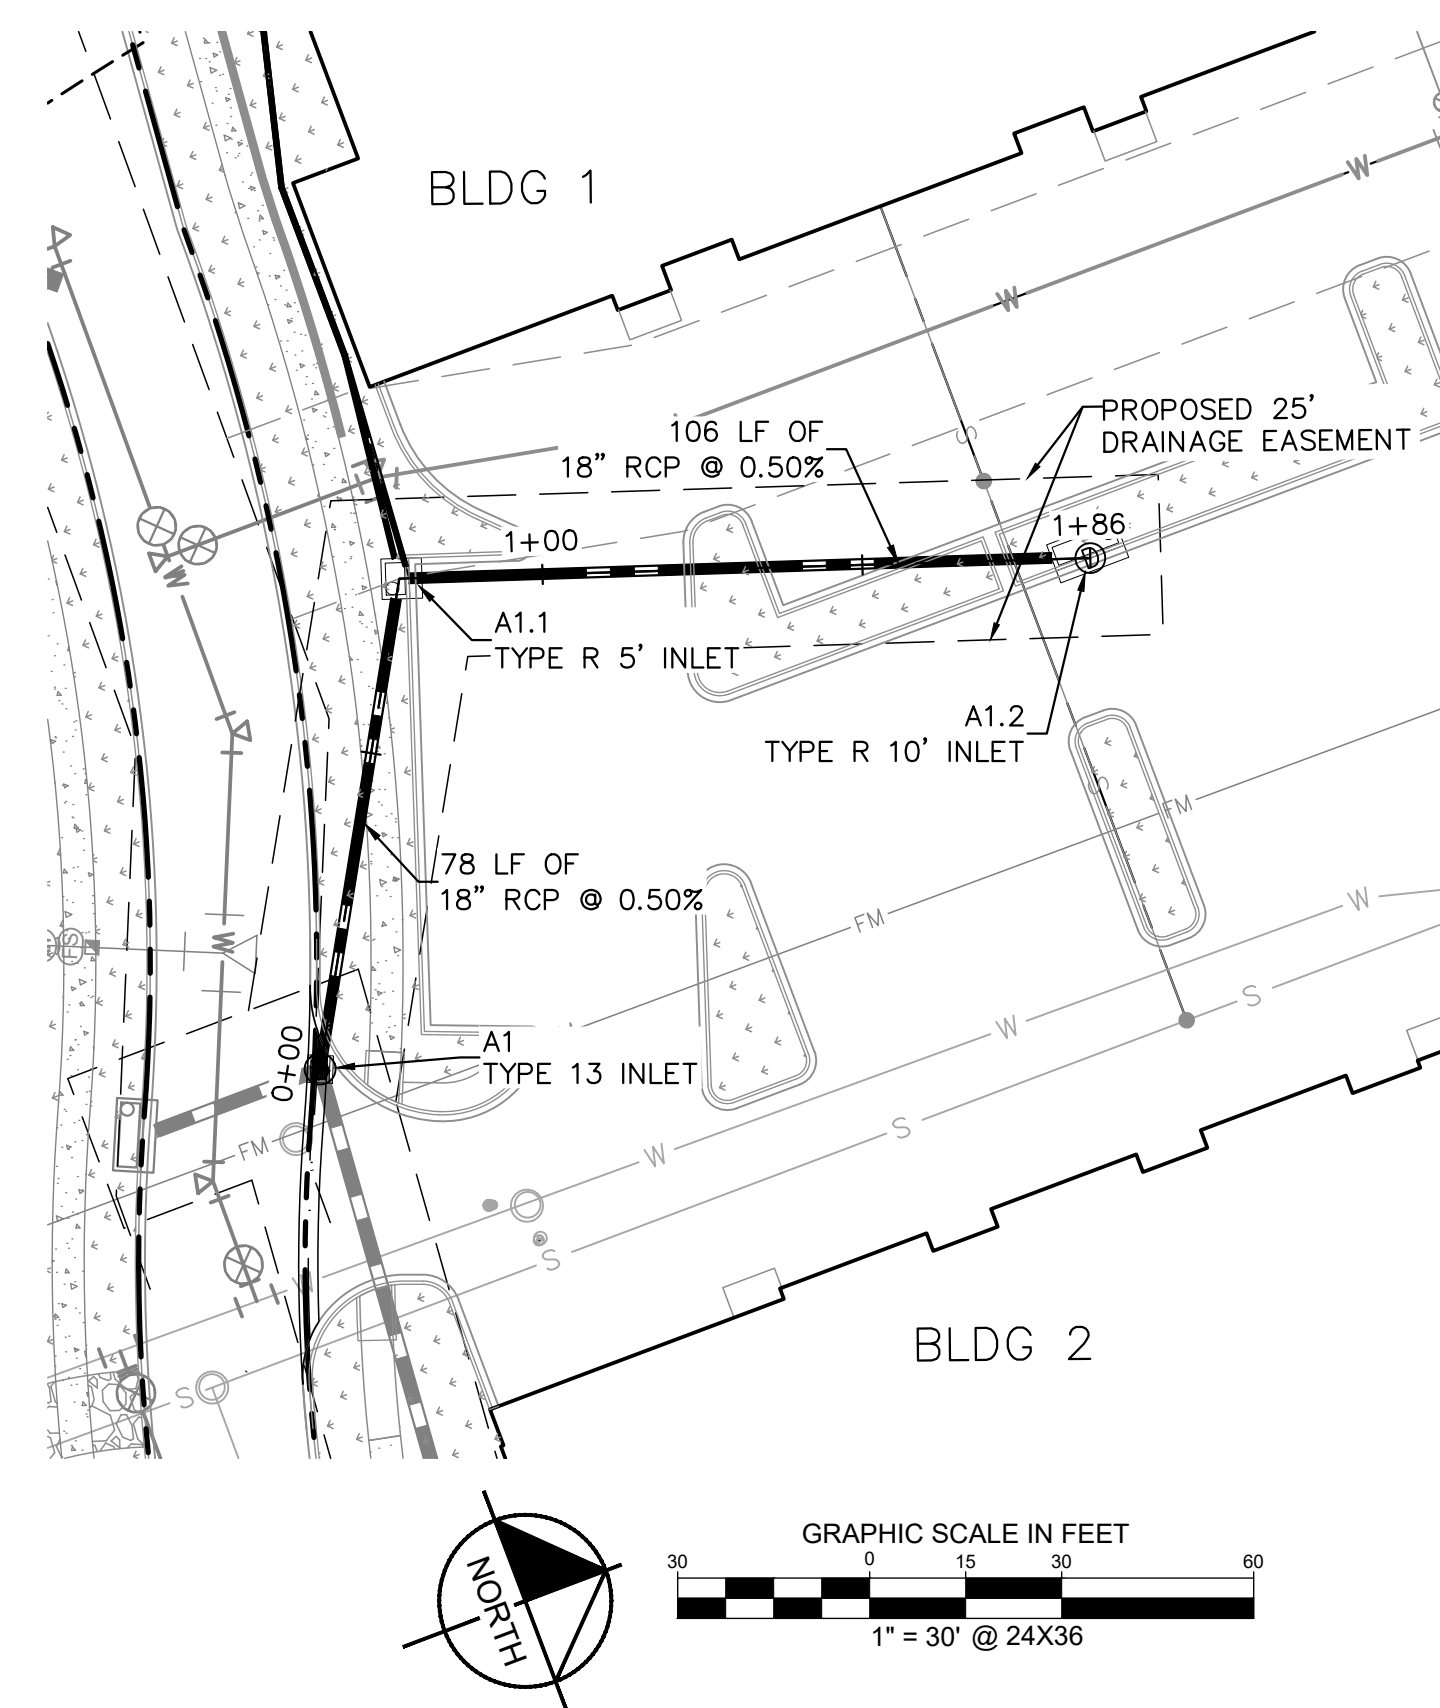 BLDG 1
W
W
S
PROPOSED 25'
DRAINAGE EASEMENT
106 LF OF
18" RCP @ 0.50%
1+00
1+86
W
A1.1
TYPE R 5' INLET
A1.2
TYPE R 10' INLET
S
FM
78 LF OF
18" RCP @ 0.50%
FM
W
W
FS
S
W
0+00
A1
TYPE 13 INLET
FM
S
W
S
W
S
BLDG 2
NORTH
GRAPHIC SCALE IN FEET
30 0 15 30 60
1" = 30' @ 24X36